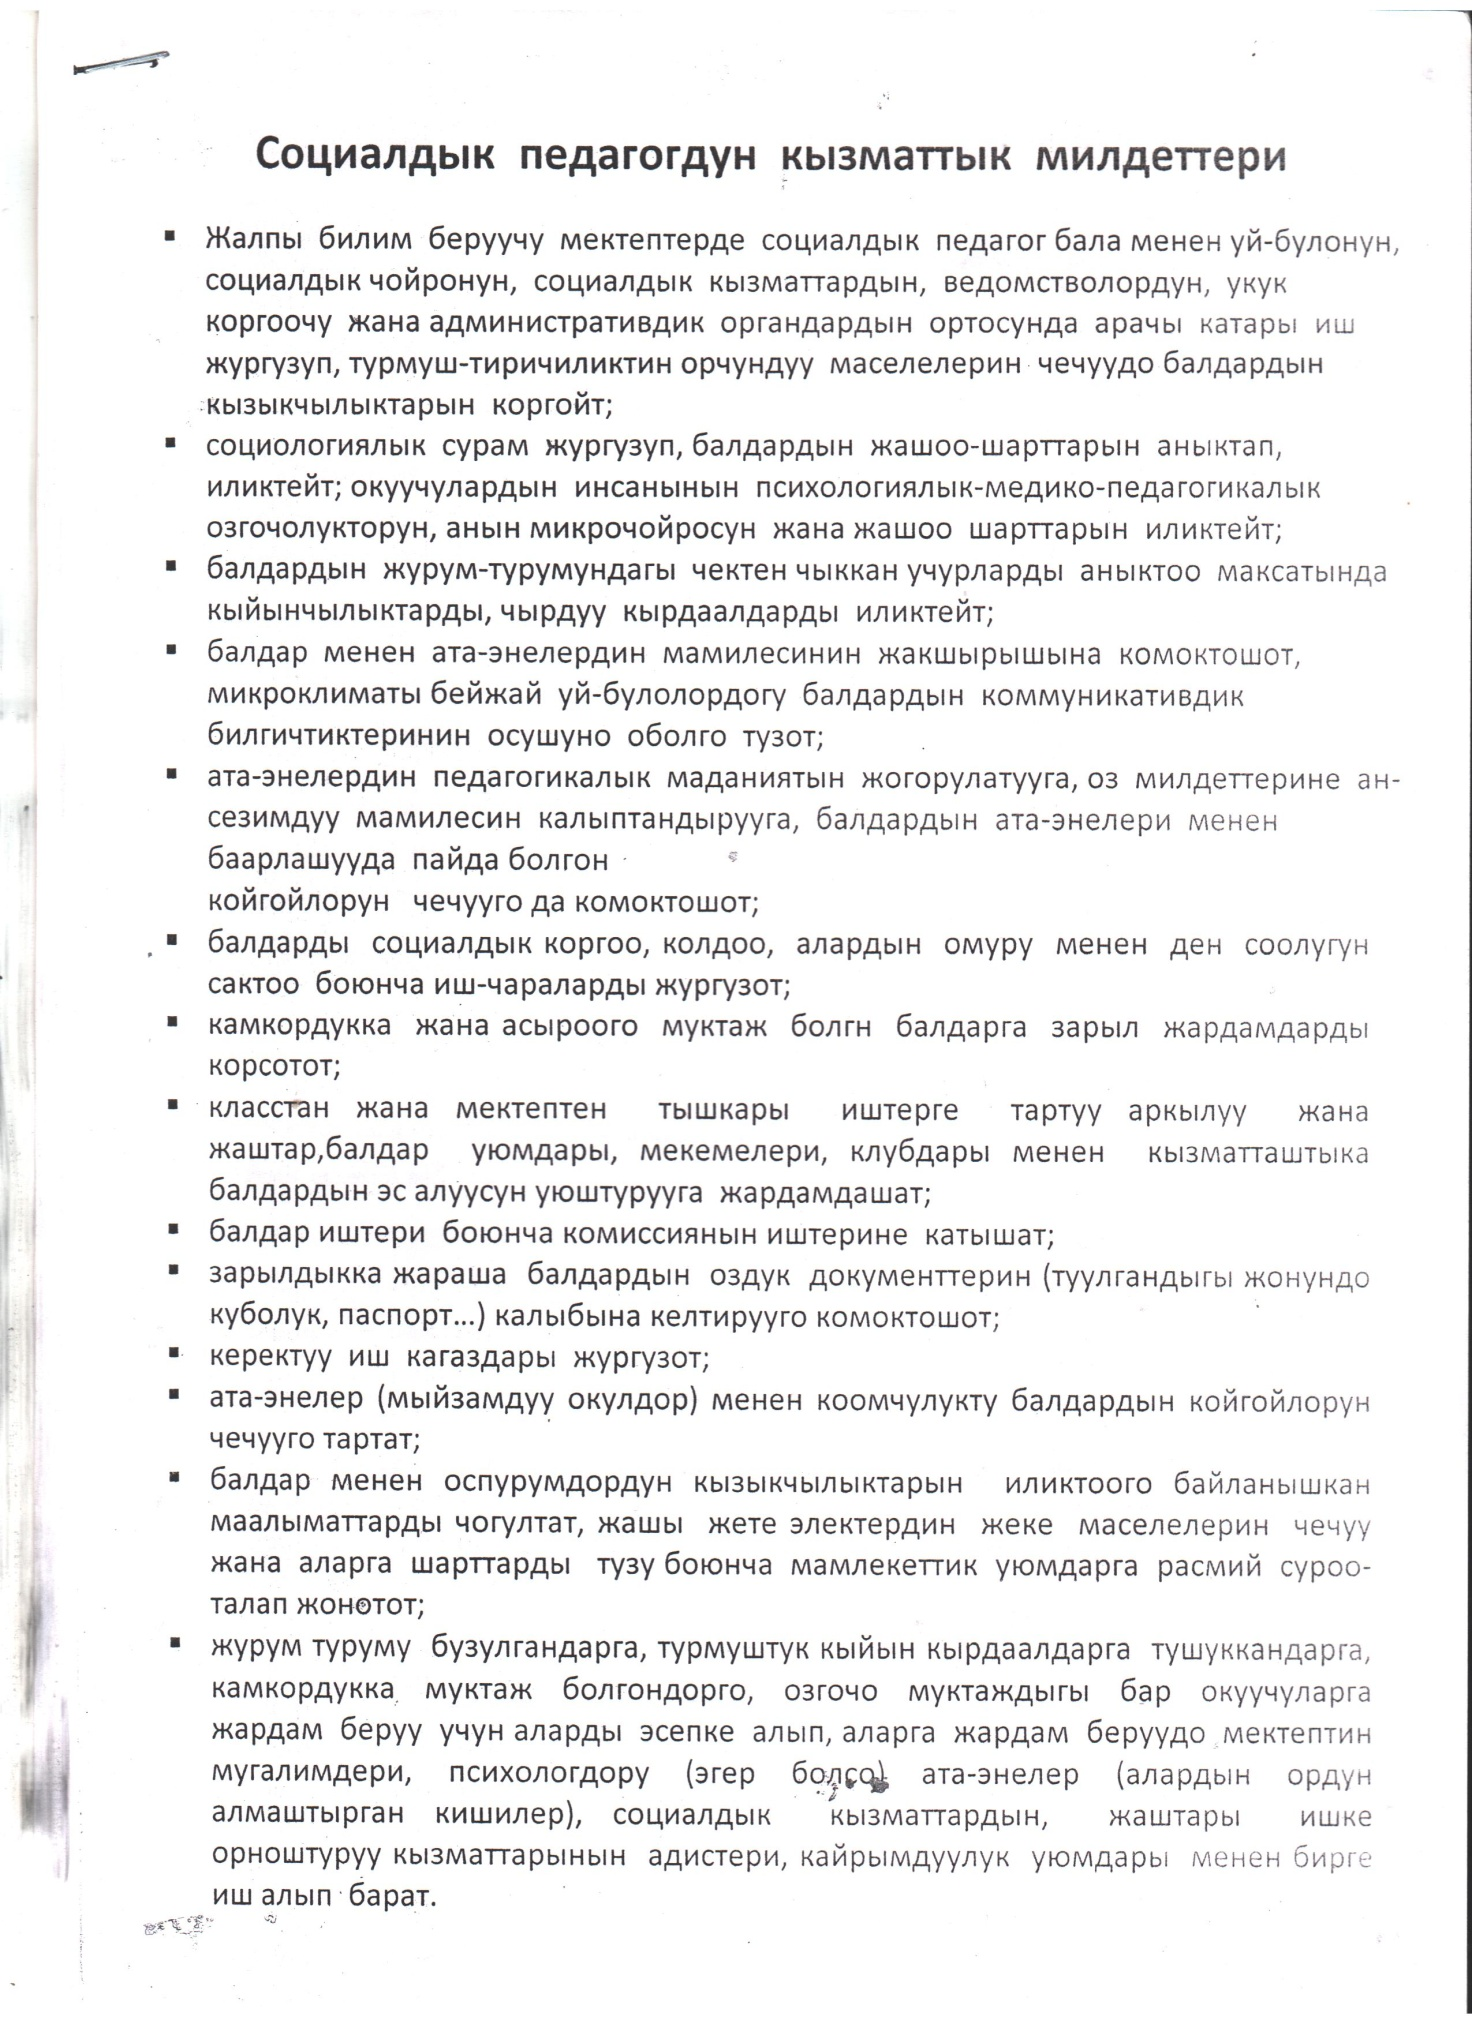 Социалдык педагогдун кызматтык милдеттери
▪ Жалпы билим беруучу мектептерде социалдык педагог бала менен уй-булонун,
социалдык чойронун, социалдык кызматтардын, ведомстволордун, укук
коргоочу жана административдик органдардын ортосунда арачы катары иш
жургузуп, турмуш-тиричиликтин орчундуу маселелерин чечуудо балдардын
кызыкчылыктарын коргойт;
▪ социологиялык сурам жургузуп, балдардын жашоо-шарттарын аныктап,
иликтейт; окуучулардын инсанынын психологиялык-медико-педагогикалык
озгочолукторун, анын микрочойросун жана жашоо шарттарын иликтейт;
▪ балдардын журум-турумундагы чектен чыккан учурларды аныктоо максатында
кыйынчылыктарды, чырдуу кырдаалдарды иликтейт;
▪ балдар менен ата-энелердин мамилесинин жакшырышына комоктошот,
микроклиматы бейжай уй-булолордогу балдардын коммуникативдик
билгичтиктеринин осушуно оболго тузот;
▪ ата-энелердин педагогикалык маданиятын жогорулатууга, оз милдеттерине ан-
сезимдуу мамилесин калыптандырууга, балдардын ата-энелери менен
баарлашууда пайда болгон
койгойлорун чечууго да комоктошот;
▪ балдарды социалдык коргоо, колдоо, алардын омуру менен ден соолугун
сактоо боюнча иш-чараларды жургузот;
▪ камкордукка жана асыроого муктаж болгн балдарга зарыл жардамдарды
корсотот;
▪ класстан жана мектептен тышкары иштерге тартуу аркылуу жана
жаштар,балдар уюмдары, мекемелери, клубдары менен кызматташтыка
балдардын эс алуусун уюштурууга жардамдашат;
▪ балдар иштери боюнча комиссиянын иштерине катышат;
▪ зарылдыкка жараша балдардын оздук документтерин (туулгандыгы жонундо
куболук, паспорт...) калыбына келтирууго комоктошот;
▪ керектуу иш кагаздары жургузот;
▪ ата-энелер (мыйзамдуу окулдор) менен коомчулукту балдардын койгойлорун
чечууго тартат;
▪ балдар менен оспурумдордун кызыкчылыктарын иликтоого байланышкан
маалыматтарды чогултат, жашы жете электердин жеке маселелерин чечуу
жана аларга шарттарды тузу боюнча мамлекеттик уюмдарга расмий суроо-
талап жонотот;
▪ журум туруму бузулгандарга, турмуштук кыйын кырдаалдарга тушуккандарга,
камкордукка муктаж болгондорго, озгочо муктаждыгы бар окуучуларга
жардам беруу учун аларды эсепке алып, аларга жардам беруудо мектептин
мугалимдери, психологдору (эгер болсо) ата-энелер (алардын ордун
алмаштырган кишилер), социалдык кызматтардын, жаштары ишке
орноштуруу кызматтарынын адистери, кайрымдуулук уюмдары менен бирге
иш алып барат.